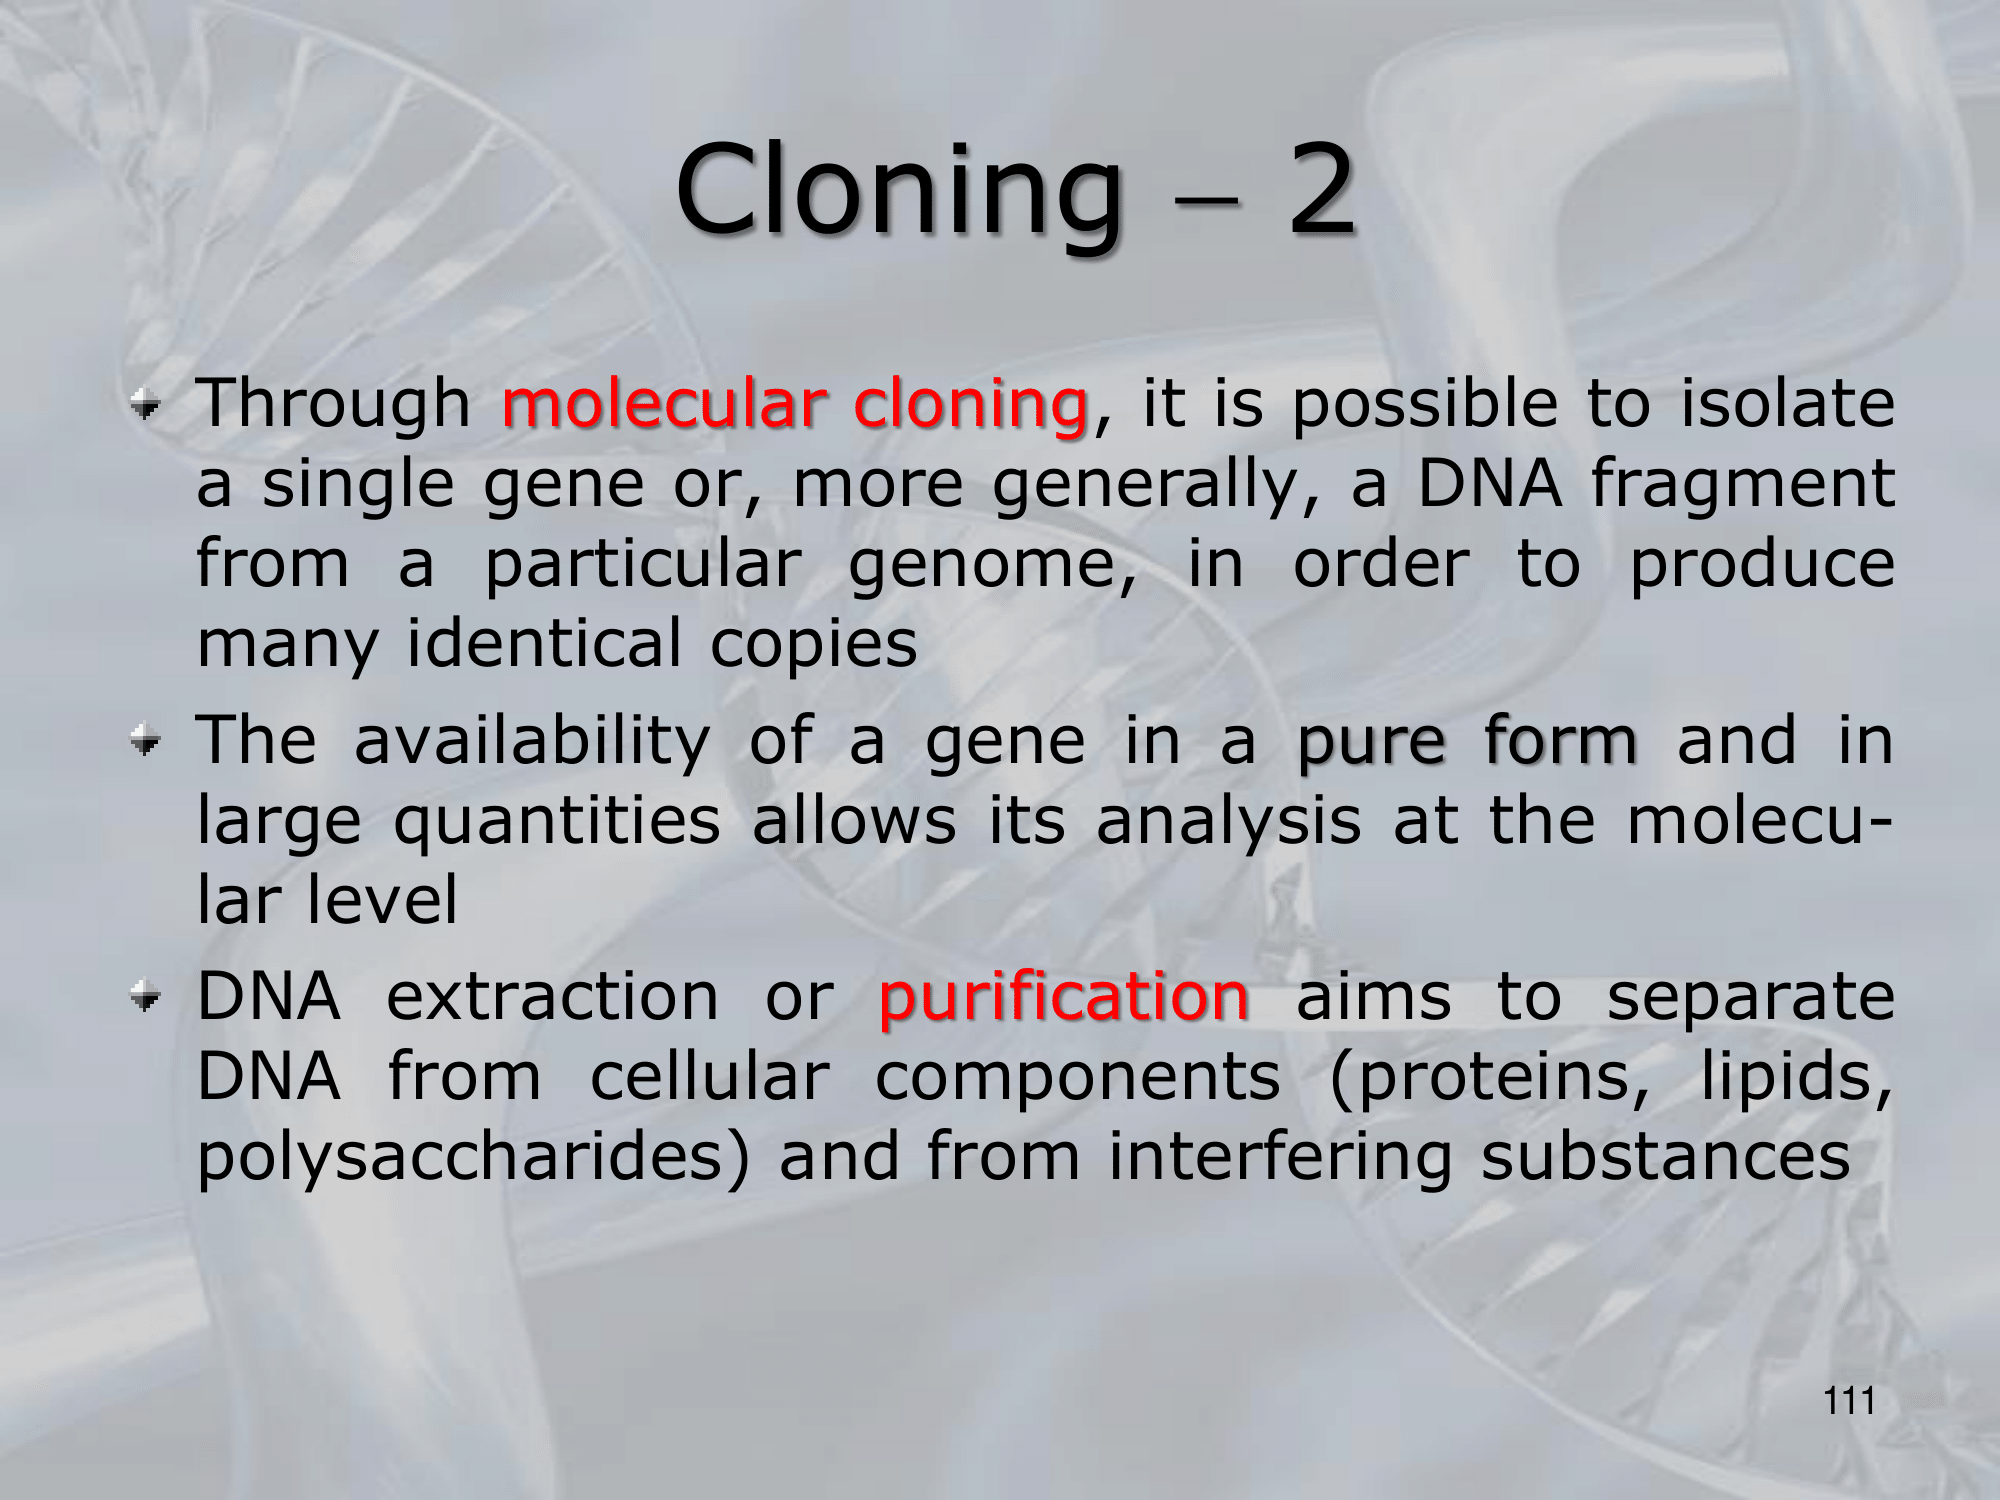 Cloning – 2
Through molecular cloning, it is possible to isolate
a single gene or, more generally, a DNA fragment
from a particular genome, in order to produce
many identical copies
The availability of a gene in a pure form and in
large quantities allows its analysis at the molecu-
lar level
DNA extraction or purification aims to separate
DNA from cellular components (proteins, lipids,
polysaccharides) and from interfering substances
111